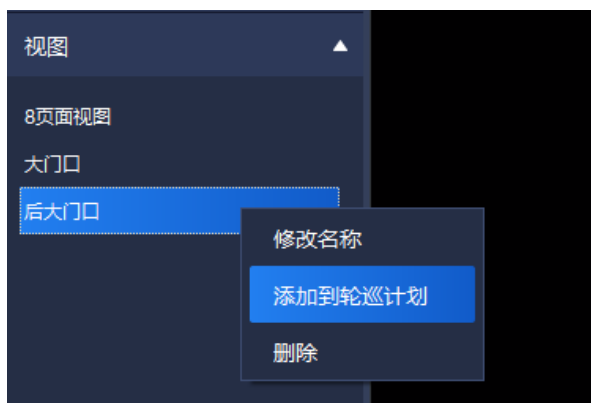 视图
8页面视图
大门口
后大门口
修改名称
添加到轮巡计划
删除